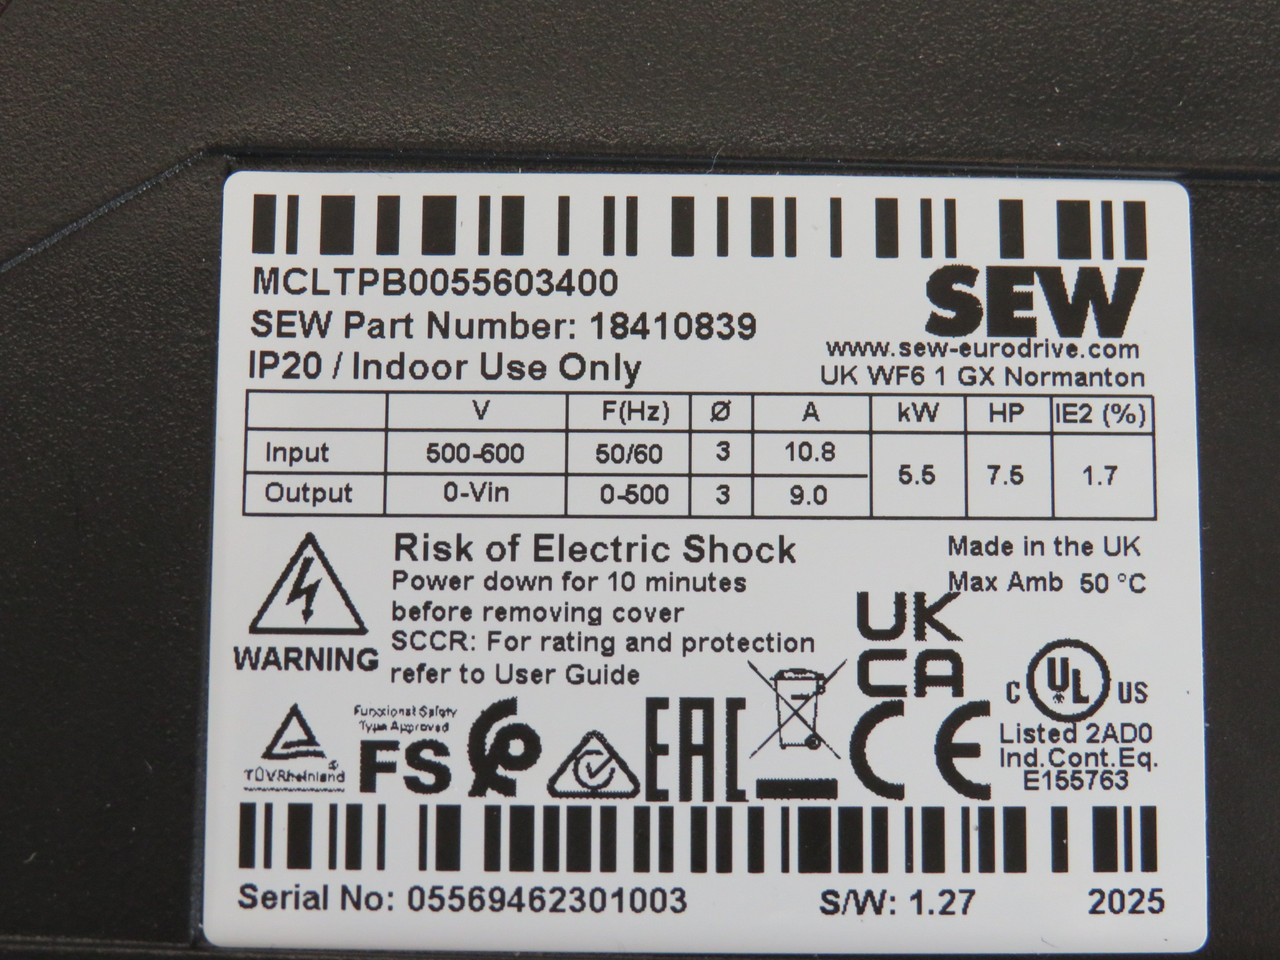 MCLTPB0055603400
SEW Part Number: 18410839
IP20 / Indoor Use Only
SEW
www.sew-eurodrive.com
UK WF6 1 GX Normanton
V F(Hz) Ø A kW HP IE2 (%)
Input 500-600 50/60 3 10.8 5.5 7.5 1.7
Output 0-Vin 0-500 3 9.0
WARNING
Risk of Electric Shock
Power down for 10 minutes
before removing cover
SCCR: For rating and protection
refer to User Guide
Made in the UK
Max Amb 50 °C
UK
CA
C UL US
Listed 2AD0
Ind.Cont.Eq.
E155763
TÜVRheinland®
Functional Safety
Type Approved
FS
EAC
CE
Serial No: 05569462301003 S/W: 1.27 2025